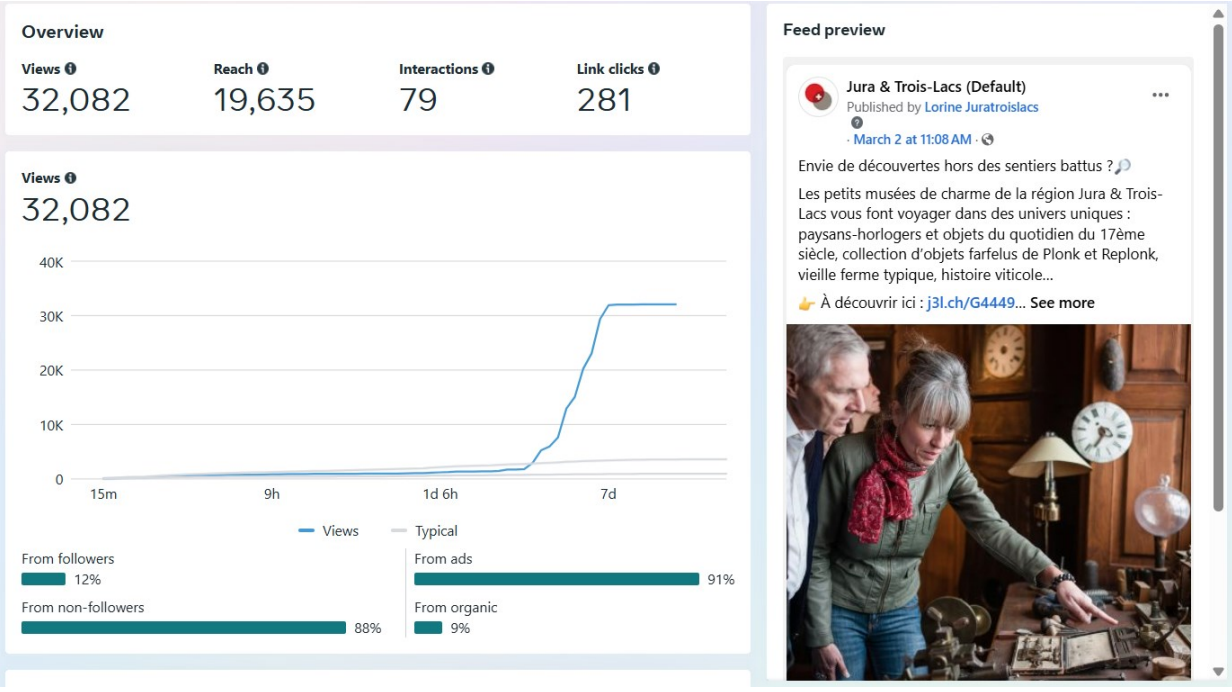 Overview
Views
Reach
Interactions
Link clicks
32,082
19,635
79
281
Views
32,082
40K
30K
20K
10K
0
15m
9h
1d 6h
7d
Views
Typical
From followers
12%
From non-followers
88%
From ads
91%
From organic
9%
Feed preview
Jura & Trois-Lacs (Default)
Published by Lorine Juratroislacs
· March 2 at 11:08 AM ·
Envie de découvertes hors des sentiers battus ?🔎
Les petits musées de charme de la région Jura & Trois-
Lacs vous font voyager dans des univers uniques :
paysans-horlogers et objets du quotidien du 17ème
siècle, collection d'objets farfelus de Plonk et Replonk,
vieille ferme typique, histoire viticole...
👉 À découvrir ici : j3l.ch/G4449... See more